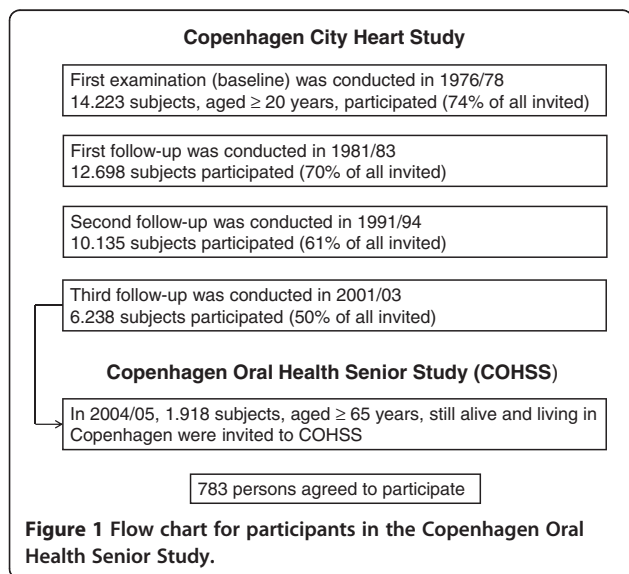 Copenhagen City Heart Study
First examination (baseline) was conducted in 1976/78
14.223 subjects, aged ≥ 20 years, participated (74% of all invited)
First follow-up was conducted in 1981/83
12.698 subjects participated (70% of all invited)
Second follow-up was conducted in 1991/94
10.135 subjects participated (61% of all invited)
Third follow-up was conducted in 2001/03
6.238 subjects participated (50% of all invited)
Copenhagen Oral Health Senior Study (COHSS)
In 2004/05, 1.918 subjects, aged ≥ 65 years, still alive and living in
Copenhagen were invited to COHSS
783 persons agreed to participate
Figure 1 Flow chart for participants in the Copenhagen Oral
Health Senior Study.